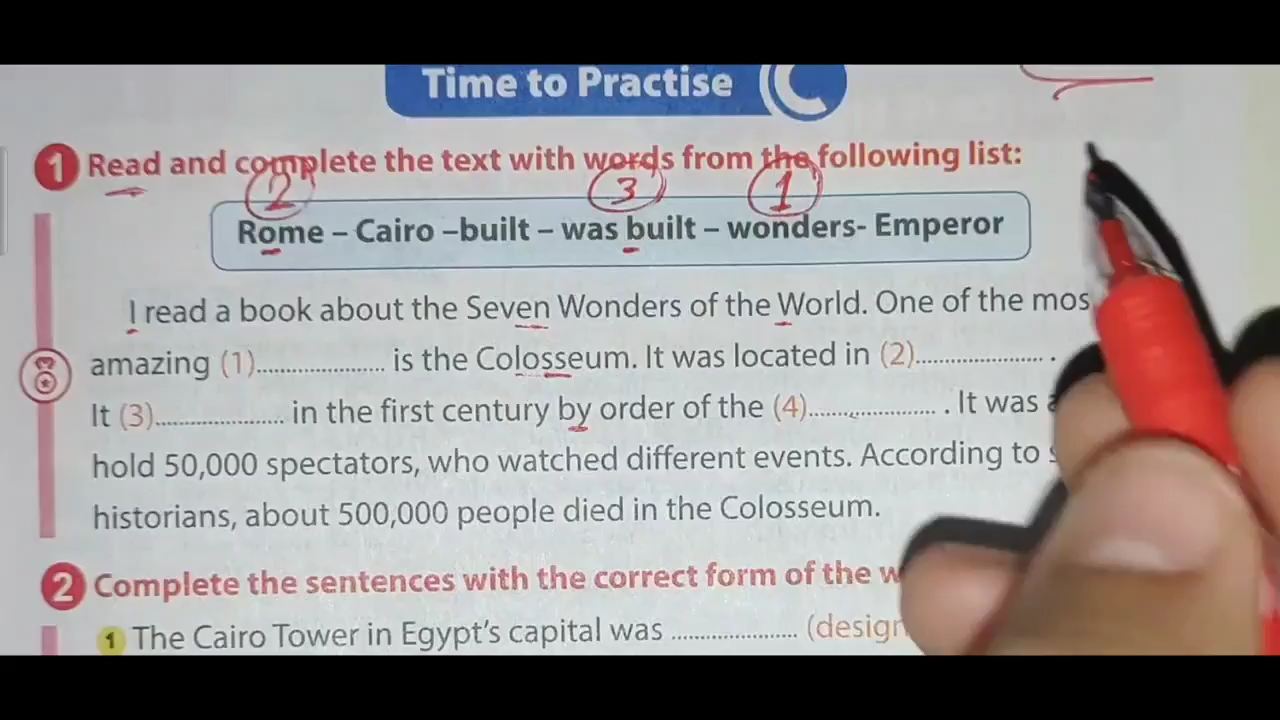 Time to Practise
1 Read and complete the text with words from the following list:
2 3 1
Rome – Cairo –built – was built – wonders- Emperor
I read a book about the Seven Wonders of the World. One of the mos
amazing (1)..................... is the Colosseum. It was located in (2)..................... .
It (3)..................... in the first century by order of the (4)..................... . It was
hold 50,000 spectators, who watched different events. According to
historians, about 500,000 people died in the Colosseum.
2 Complete the sentences with the correct form of the
1 The Cairo Tower in Egypt's capital was ..................... (design